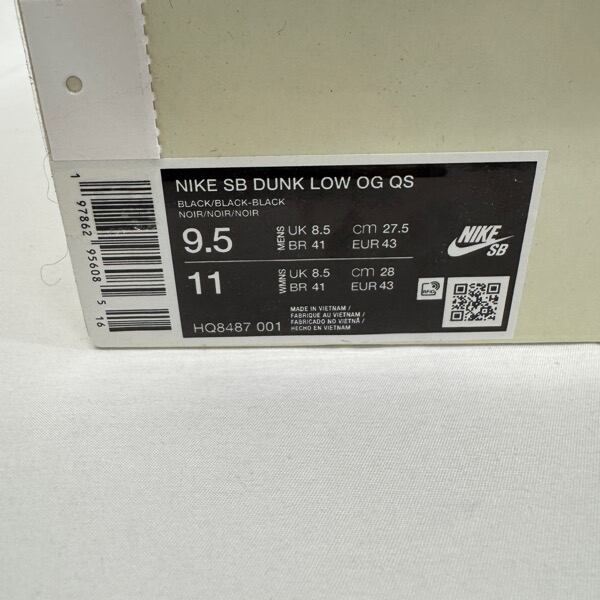 NIKE SB DUNK LOW OG QS
BLACK/BLACK-BLACK
NOIR/NOIR/NOIR
9.5 MENS UK 8.5 cm 27.5
BR 41 EUR 43
11 WMNS UK 8.5 cm 28
BR 41 EUR 43
HQ8487 001
MADE IN VIETNAM /
FABRIQUE AU VIETNAM /
FABRICADO NO VIETNÃ /
HECHO EN VIETNAM
NIKE
SB
RFID
1 97862 95608 5 16